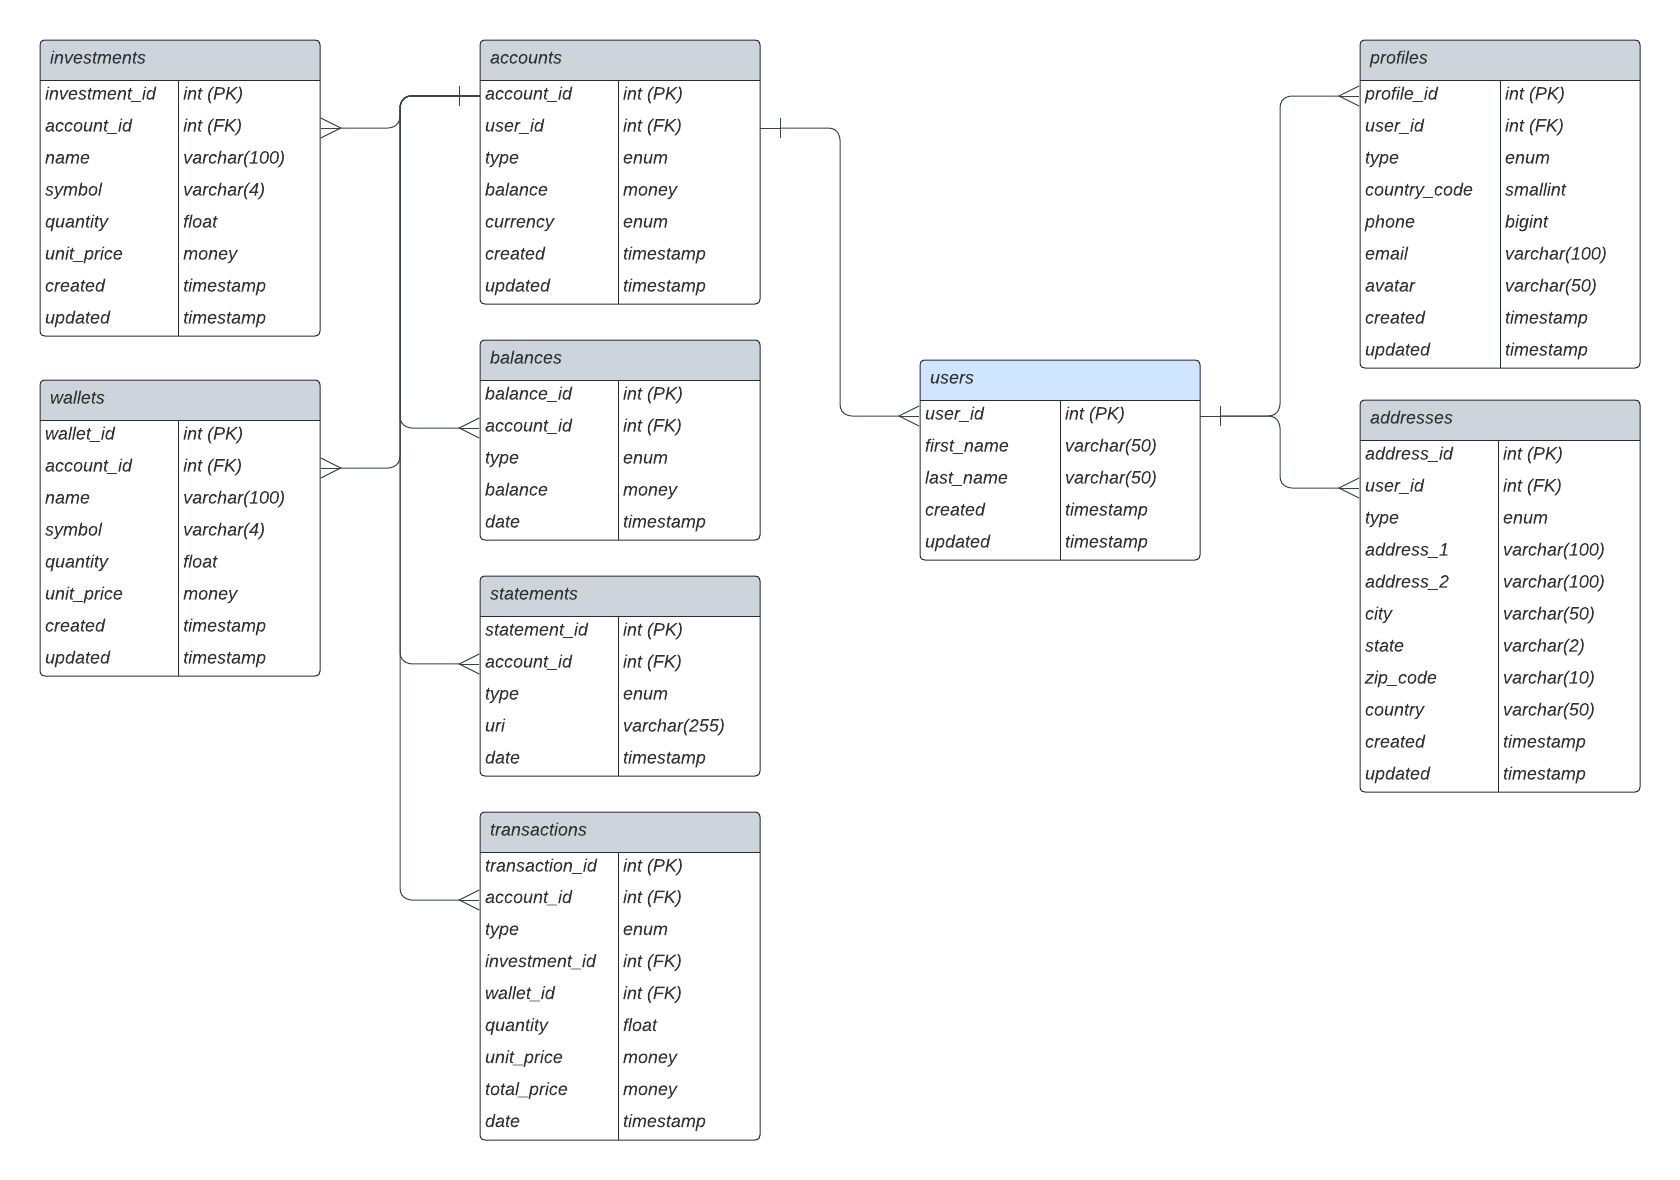 investments
investment_id int (PK)
account_id int (FK)
name varchar(100)
symbol varchar(4)
quantity float
unit_price money
created timestamp
updated timestamp
wallets
wallet_id int (PK)
account_id int (FK)
name varchar(100)
symbol varchar(4)
quantity float
unit_price money
created timestamp
updated timestamp
accounts
account_id int (PK)
user_id int (FK)
type enum
balance money
currency enum
created timestamp
updated timestamp
balances
balance_id int (PK)
account_id int (FK)
type enum
balance money
date timestamp
statements
statement_id int (PK)
account_id int (FK)
type enum
uri varchar(255)
date timestamp
transactions
transaction_id int (PK)
account_id int (FK)
type enum
investment_id int (FK)
wallet_id int (FK)
quantity float
unit_price money
total_price money
date timestamp
users
user_id int (PK)
first_name varchar(50)
last_name varchar(50)
created timestamp
updated timestamp
profiles
profile_id int (PK)
user_id int (FK)
type enum
country_code smallint
phone bigint
email varchar(100)
avatar varchar(50)
created timestamp
updated timestamp
addresses
address_id int (PK)
user_id int (FK)
type enum
address_1 varchar(100)
address_2 varchar(100)
city varchar(50)
state varchar(2)
zip_code varchar(10)
country varchar(50)
created timestamp
updated timestamp